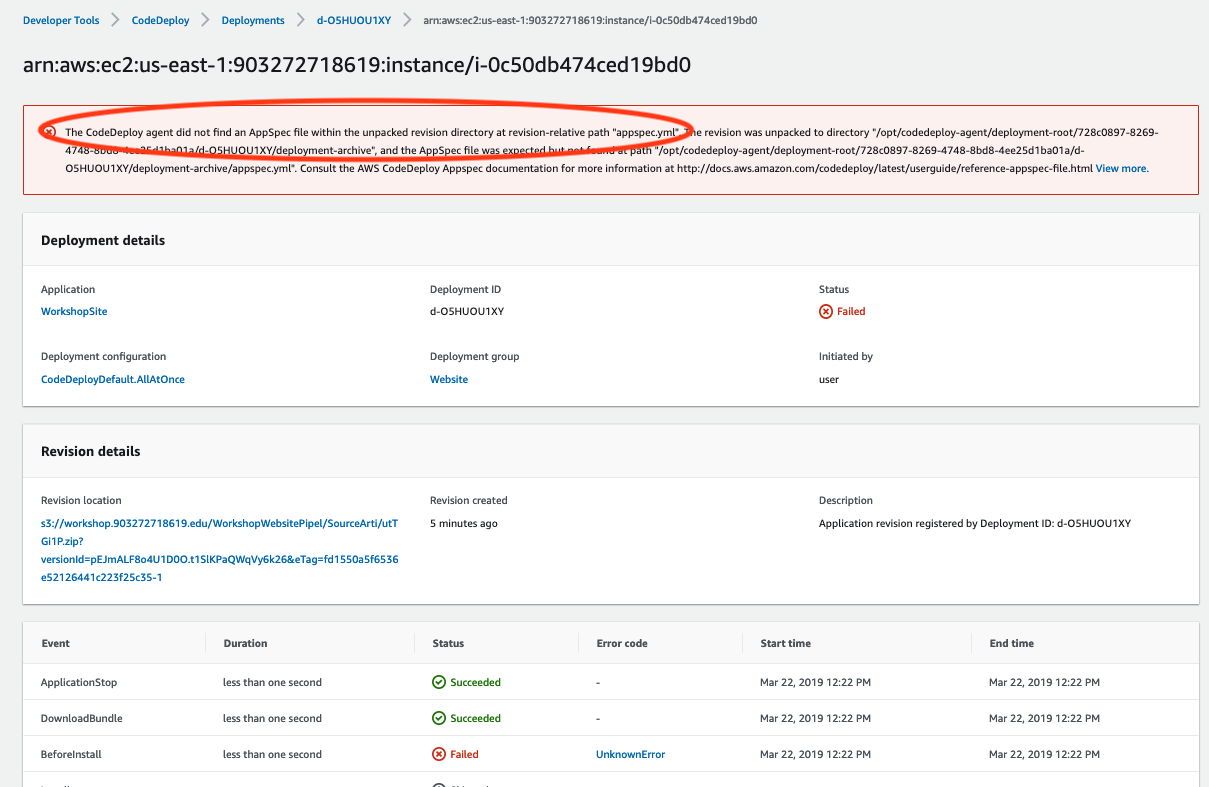 Developer Tools > CodeDeploy > Deployments > d-O5HUOU1XY > arn:aws:ec2:us-east-1:903272718619:instance/i-0c50db474ced19bd0
arn:aws:ec2:us-east-1:903272718619:instance/i-0c50db474ced19bd0
The CodeDeploy agent did not find an AppSpec file within the unpacked revision directory at revision-relative path "appspec.yml". The revision was unpacked to directory "/opt/codedeploy-agent/deployment-root/728c0897-8269-
4748-8bd8-4ee25d1ba01a/d-O5HUOU1XY/deployment-archive", and the AppSpec file was expected but not found at path "/opt/codedeploy-agent/deployment-root/728c0897-8269-4748-8bd8-4ee25d1ba01a/d-
O5HUOU1XY/deployment-archive/appspec.yml". Consult the AWS CodeDeploy Appspec documentation for more information at http://docs.aws.amazon.com/codedeploy/latest/userguide/reference-appspec-file.html View more.
Deployment details
Application Deployment ID Status
WorkshopSite d-O5HUOU1XY Failed
Deployment configuration Deployment group Initiated by
CodeDeployDefault.AllAtOnce Website user
Revision details
Revision location Revision created Description
s3://workshop.903272718619.edu/WorkshopWebsitePipel/SourceArti/utT 5 minutes ago Application revision registered by Deployment ID: d-O5HUOU1XY
Gi1P.zip?
versionId=pEJmALF8o4U1D0O.t1SlKPaQWqVy6k26&eTag=fd1550a5f6536
e52126441c223f25c35-1
Event Duration Status Error code Start time End time
ApplicationStop less than one second Succeeded - Mar 22, 2019 12:22 PM Mar 22, 2019 12:22 PM
DownloadBundle less than one second Succeeded - Mar 22, 2019 12:22 PM Mar 22, 2019 12:22 PM
BeforeInstall less than one second Failed UnknownError Mar 22, 2019 12:22 PM Mar 22, 2019 12:22 PM